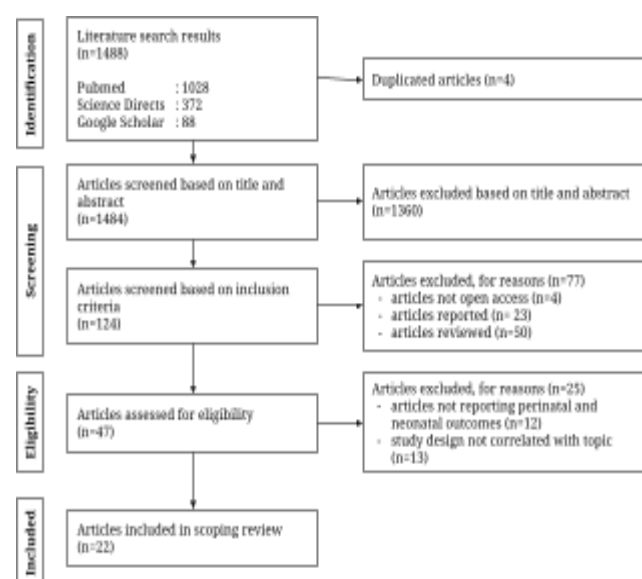 Identification
Literature search results
(n=1488)
Pubmed : 1028
Science Directs : 372
Google Scholar : 88
Duplicated articles (n=4)
Screening
Articles screened based on title and
abstract
(n=1484)
Articles excluded based on title and abstract
(n=1360)
Articles screened based on inclusion
criteria
(n=124)
Articles excluded, for reasons (n=77)
- articles not open access (n=4)
- articles reported (n= 23)
- articles reviewed (n=50)
Eligibility
Articles assessed for eligibility
(n=47)
Articles excluded, for reasons (n=25)
- articles not reporting perinatal and
neonatal outcomes (n=12)
- study design not correlated with topic
(n=13)
Included
Articles included in scoping review
(n=22)